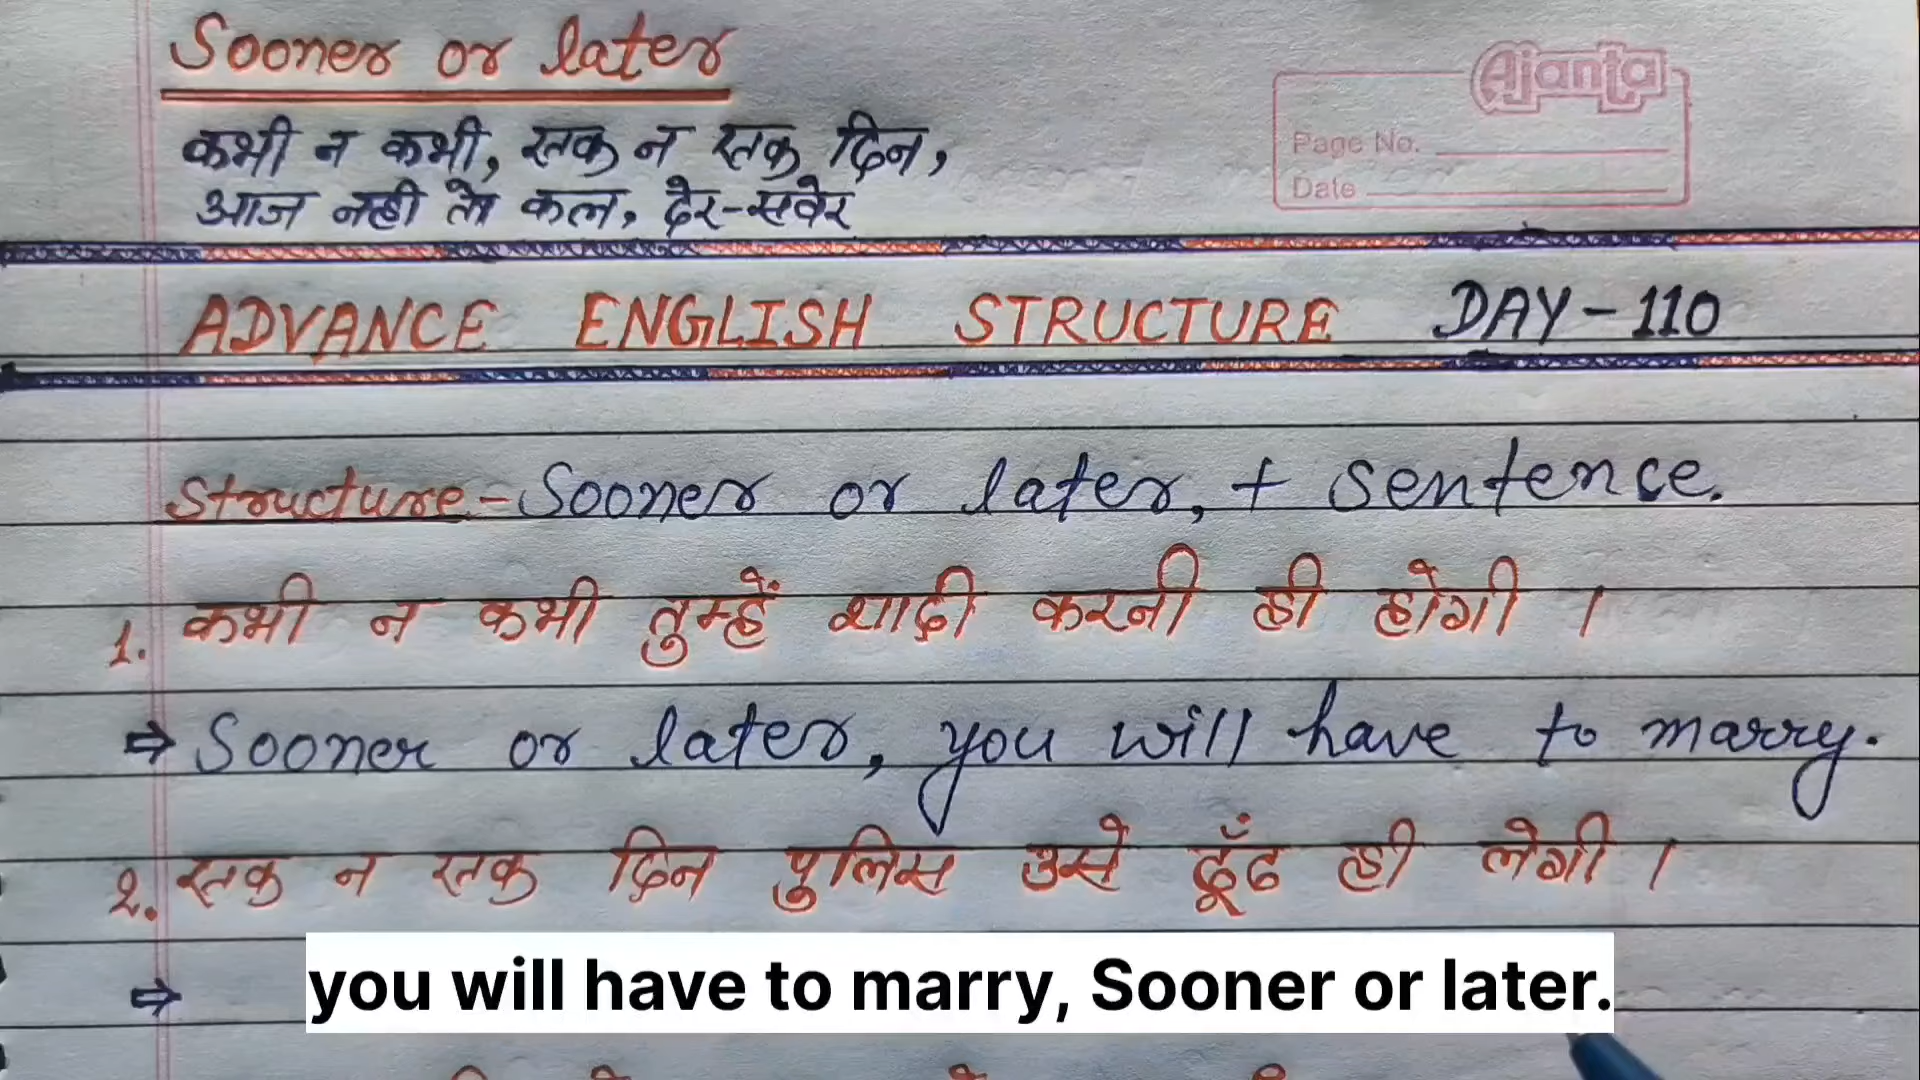 Sooner or later
कभी न कभी, एक न एक दिन,
आज नही तो कल, देर-सवेर
Ajanta
Page No.
Date
ADVANCE ENGLISH STRUCTURE DAY-110
Structure-Sooner or later, + sentence.
1. कभी न कभी तुम्हें शादी करनी ही होगी ।
⇒ Sooner or later, you will have to marry.
2. एक न एक दिन पुलिस उसे ढूँढ ही लेगी ।
⇒
you will have to marry, Sooner or later.